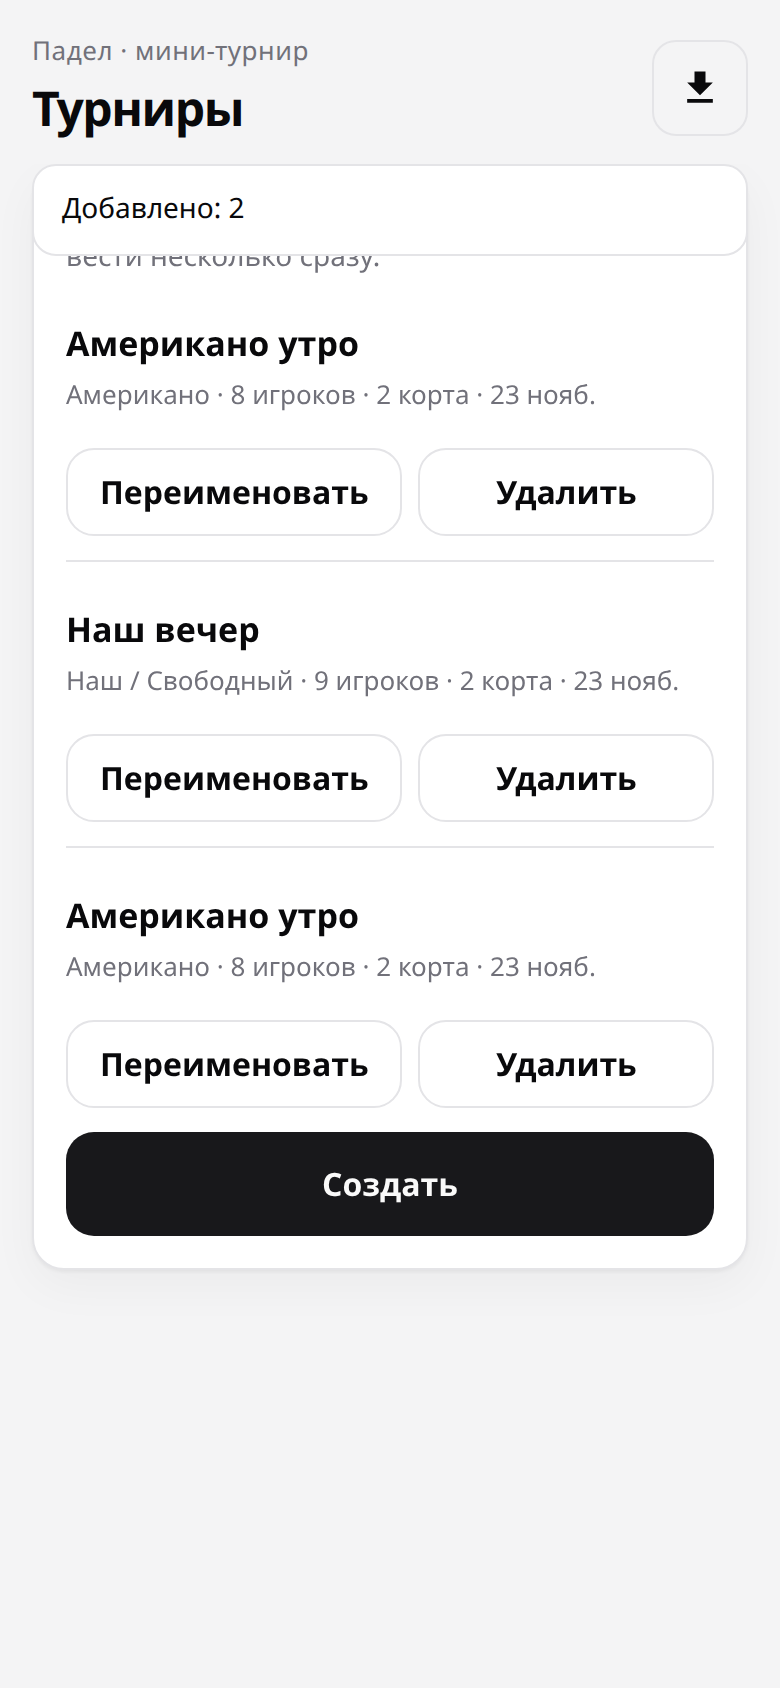 Падел · мини-турнир
Турниры
Добавлено: 2
вести несколько сразу.
Американо утро
Американо · 8 игроков · 2 корта · 23 нояб.
Переименовать
Удалить
Наш вечер
Наш / Свободный · 9 игроков · 2 корта · 23 нояб.
Переименовать
Удалить
Американо утро
Американо · 8 игроков · 2 корта · 23 нояб.
Переименовать
Удалить
Создать